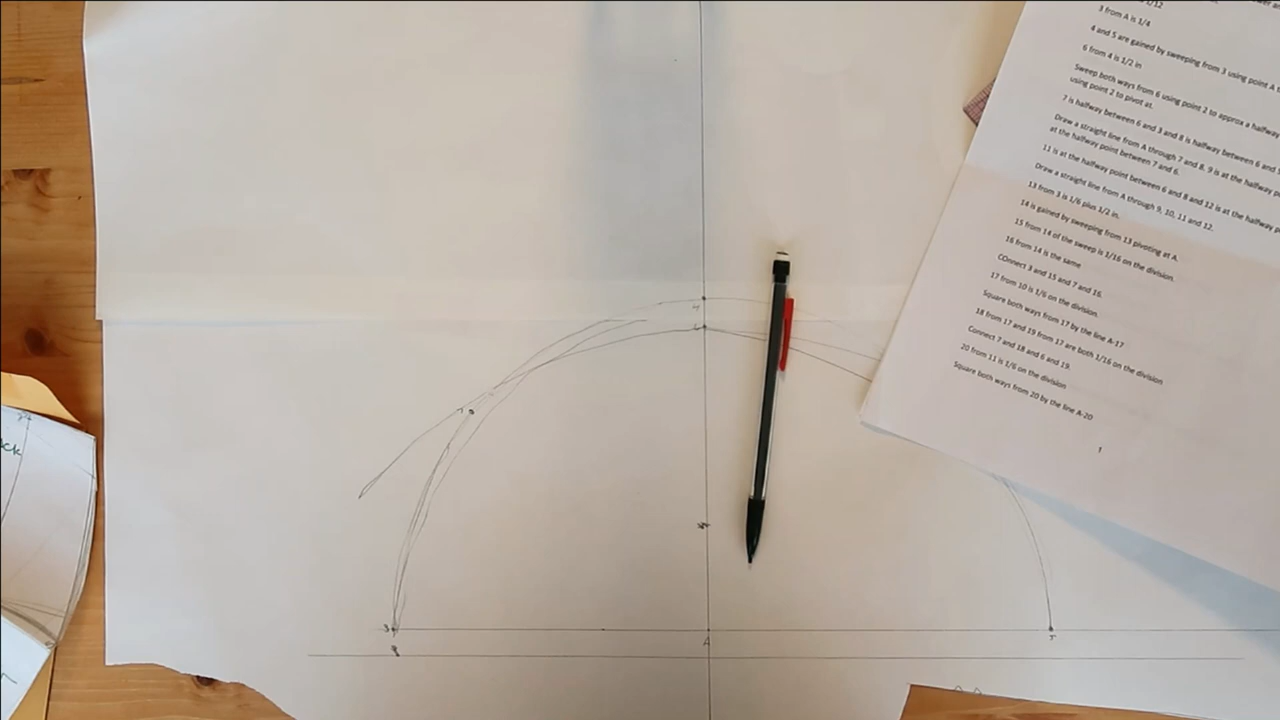 1/12
3 from A is 1/4
4 and 5 are gained by sweeping from 3 using point A t
6 from 4 is 1/2 in
Sweep both ways from 6 using point 2 to approx a halfway
using point 2 to pivot at.
7 is halfway between 6 and 3 and 8 is halfway between 6 and 5
Draw a straight line from A through 7 and 8. 9 is at the halfway po
at the halfway point between 7 and 6.
11 is at the halfway point between 6 and 8 and 12 is at the halfway p
Draw a straight line from A through 9, 10, 11 and 12.
13 from 3 is 1/6 plus 1/2 in.
14 is gained by sweeping from 13 pivoting at A.
15 from 14 of the sweep is 1/16 on the division.
16 from 14 is the same
COnnect 3 and 15 and 7 and 16.
17 from 10 is 1/6 on the division.
Square both ways from 17 by the line A-17
18 from 17 and 19 from 17 are both 1/16 on the division
Connect 7 and 18 and 6 and 19.
20 from 11 is 1/6 on the division
Square both ways from 20 by the line A-20
1
3
A
5